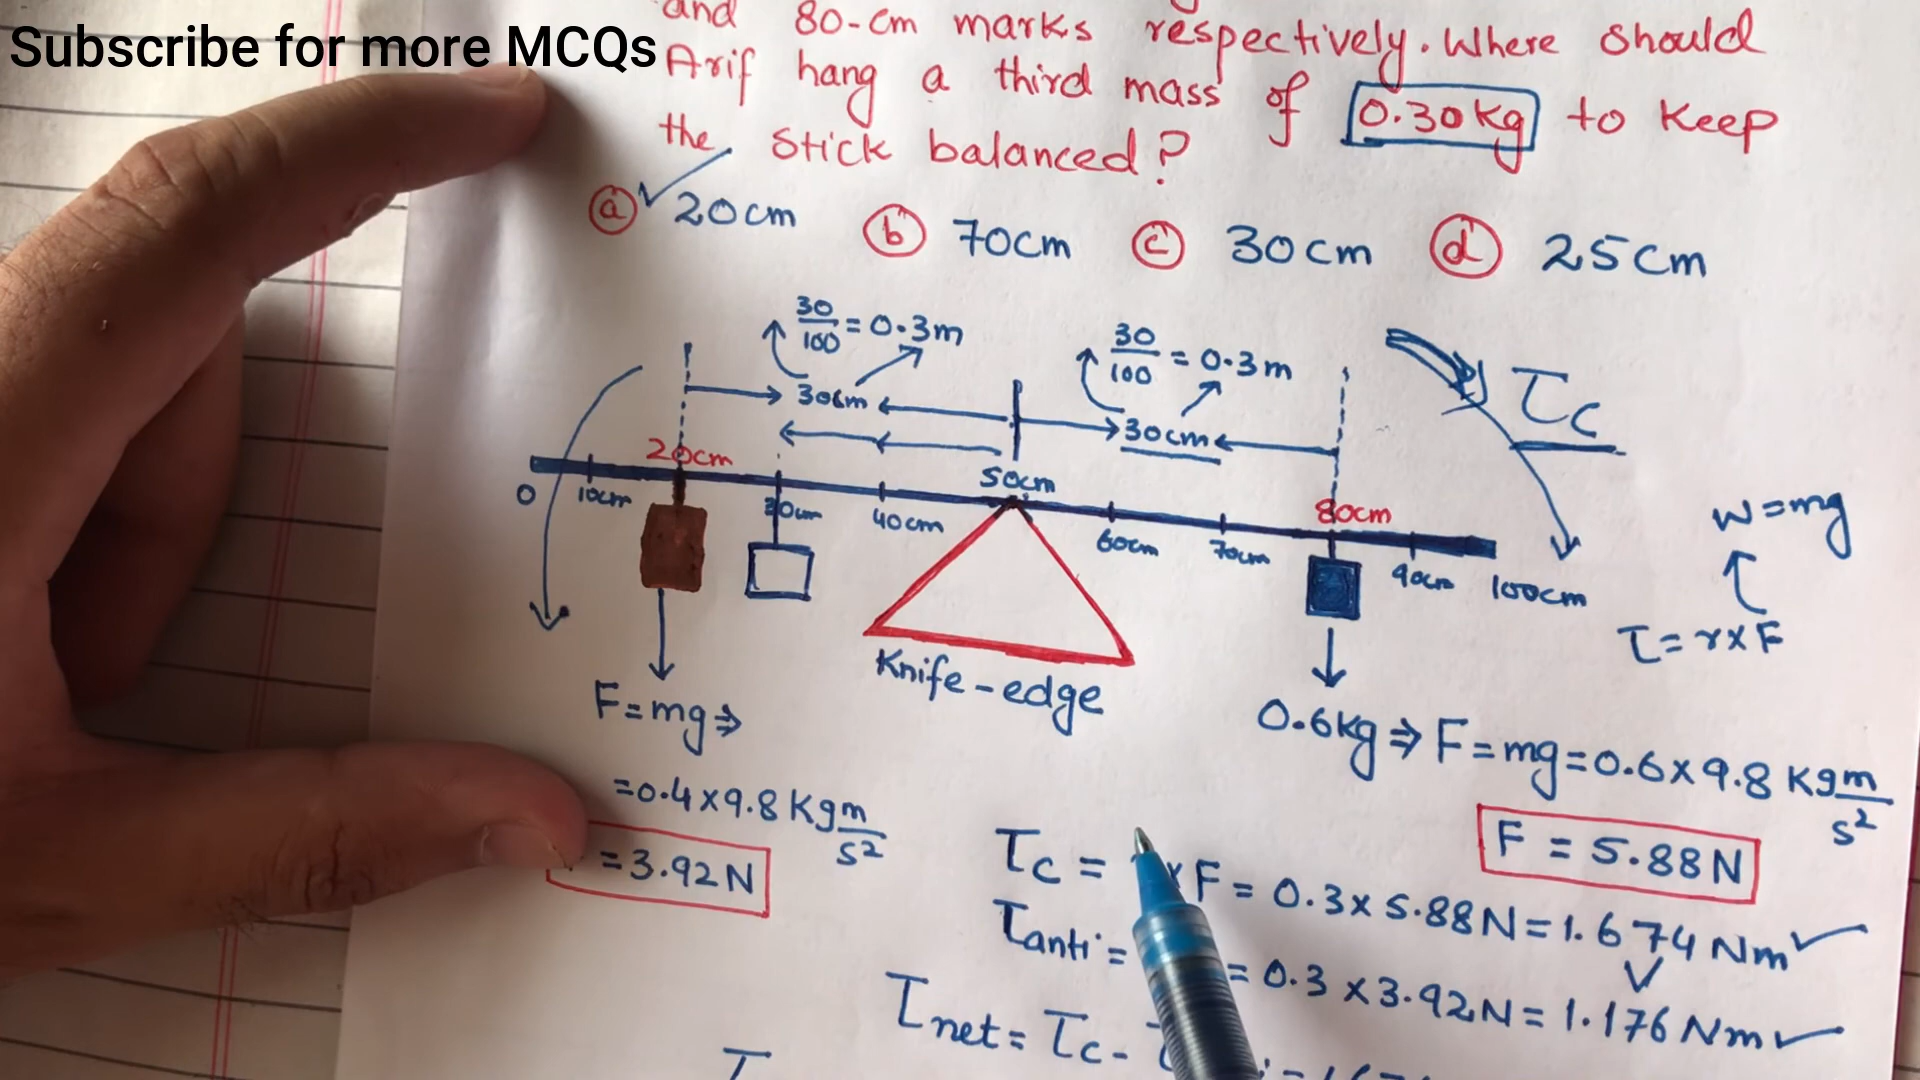 Subscribe for more MCQs
and 80-cm marks respectively. Where should
Arif hang a third mass of 0.30kg to keep
the stick balanced?
a 20cm b 70cm c 30cm d 25cm
30/100 = 0.3m
30/100 = 0.3m
30cm
30cm
τc
20cm
50cm
80cm
0 10cm 30cm 40cm 60cm 70cm 90cm 100cm
w=mg
τ= r×F
Knife-edge
F=mg⇒
=0.4×9.8 Kgm/s²
=3.92N
0.6kg⇒ F=mg=0.6×9.8 Kgm/s²
F = 5.88N
τc = ×F = 0.3×5.88N=1.674 Nm
τanti = = 0.3×3.92N=1.176 Nm
τnet= τc-